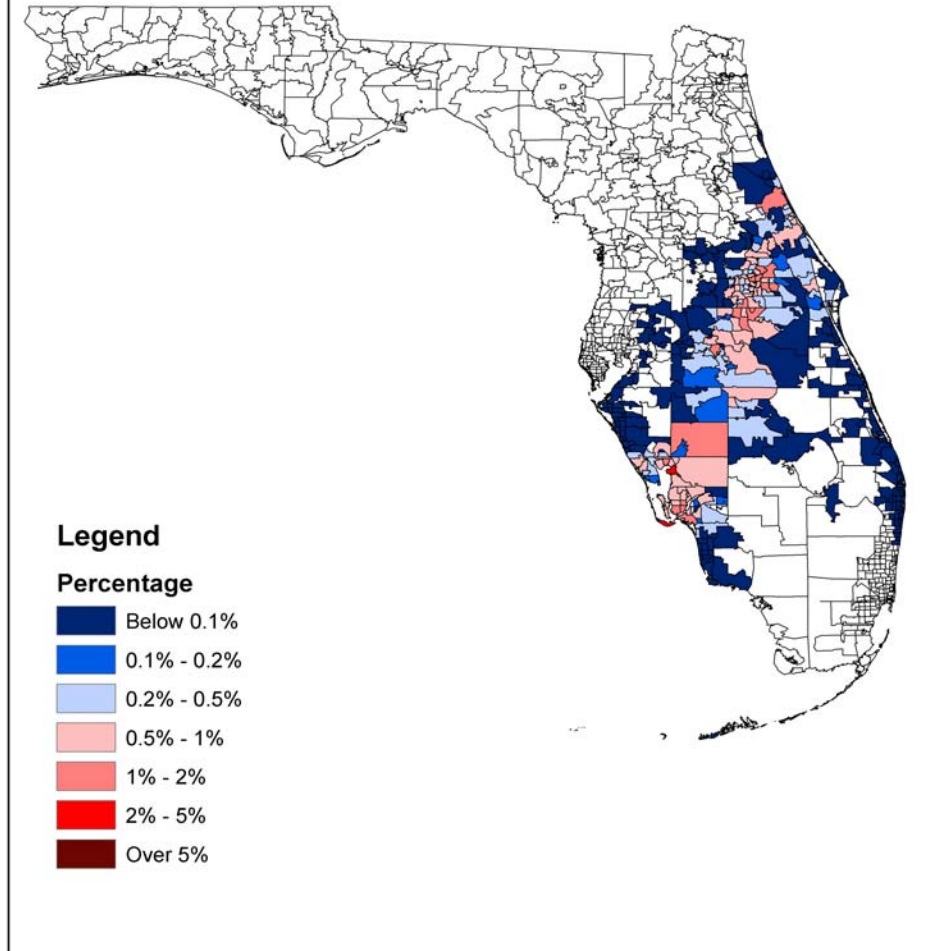 Legend
Percentage
Below 0.1%
0.1% - 0.2%
0.2% - 0.5%
0.5% - 1%
1% - 2%
2% - 5%
Over 5%